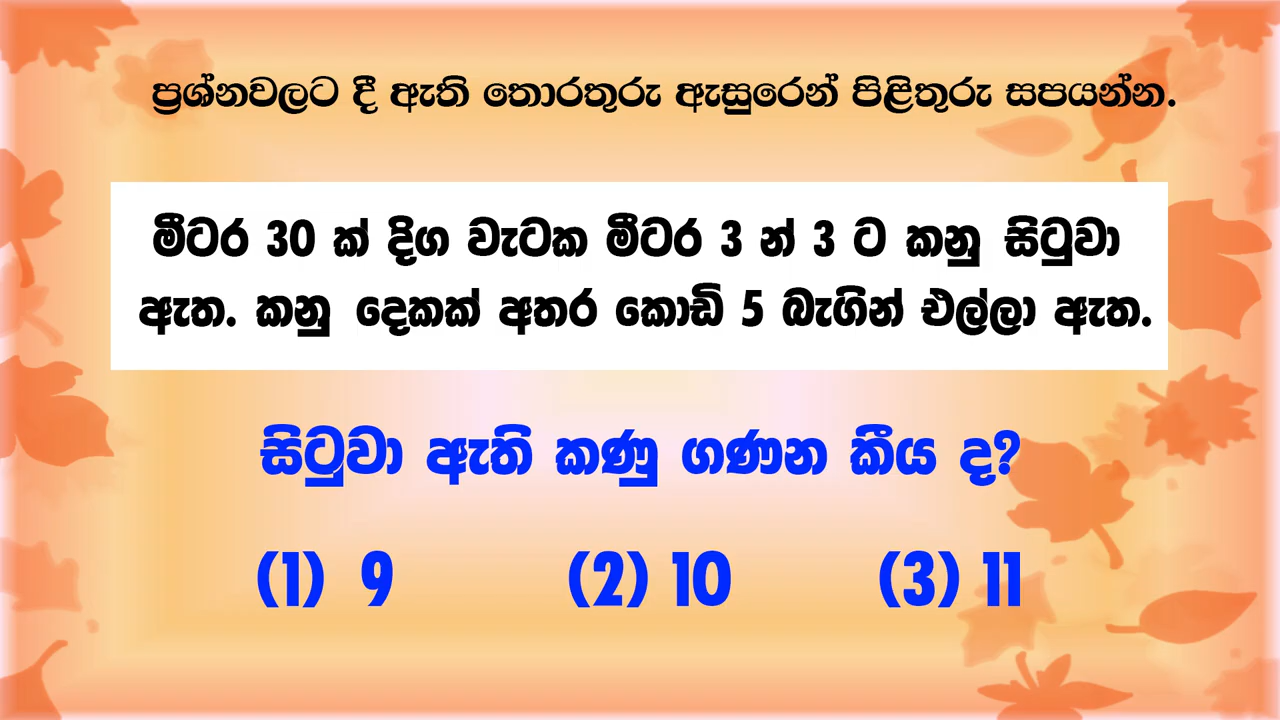 ප්‍රශ්නවලට දී ඇති තොරතුරු ඇසුරෙන් පිළිතුරු සපයන්න.
මීටර 30 ක් දිග වැටක මීටර 3 න් 3 ට කනු සිටුවා
ඇත. කනු දෙකක් අතර කොඩි 5 බැගින් එල්ලා ඇත.
සිටුවා ඇති කණු ගණන කීය ද?
(1) 9 (2) 10 (3) 11